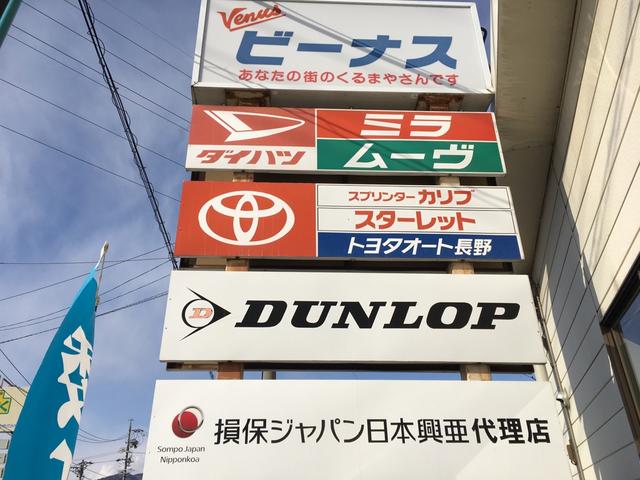 Venus
ビーナス
あなたの街のくるまやさんです
ダイハツ
ミラ
ムーヴ
スプリンター カリブ
スターレット
トヨタオート長野
D DUNLOP
Sompo Japan
Nipponkoa
損保ジャパン日本興亜代理店